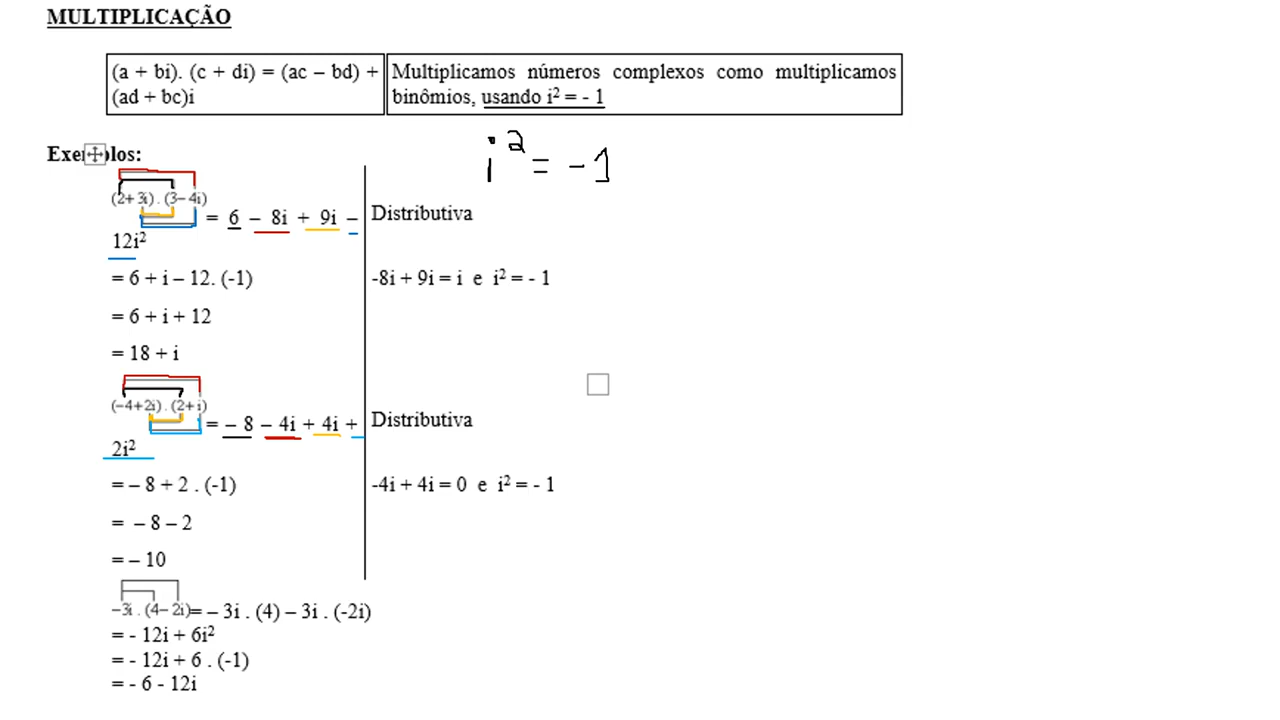 MULTIPLICAÇÃO
(a + bi). (c + di) = (ac – bd) +
(ad + bc)i
Multiplicamos números complexos como multiplicamos
binômios, usando i² = - 1
i² = -1
Exemplos:
(2+3i) . (3–4i) = 6 – 8i + 9i –
12i²
Distributiva
= 6 + i – 12. (-1)
-8i + 9i = i e i² = - 1
= 6 + i + 12
= 18 + i
(–4+2i) . (2+i) = – 8 – 4i + 4i +
2i²
Distributiva
= – 8 + 2 . (-1)
-4i + 4i = 0 e i² = - 1
= – 8 – 2
= – 10
–3i . (4–2i)= – 3i . (4) – 3i . (-2i)
= - 12i + 6i²
= - 12i + 6 . (-1)
= - 6 - 12i